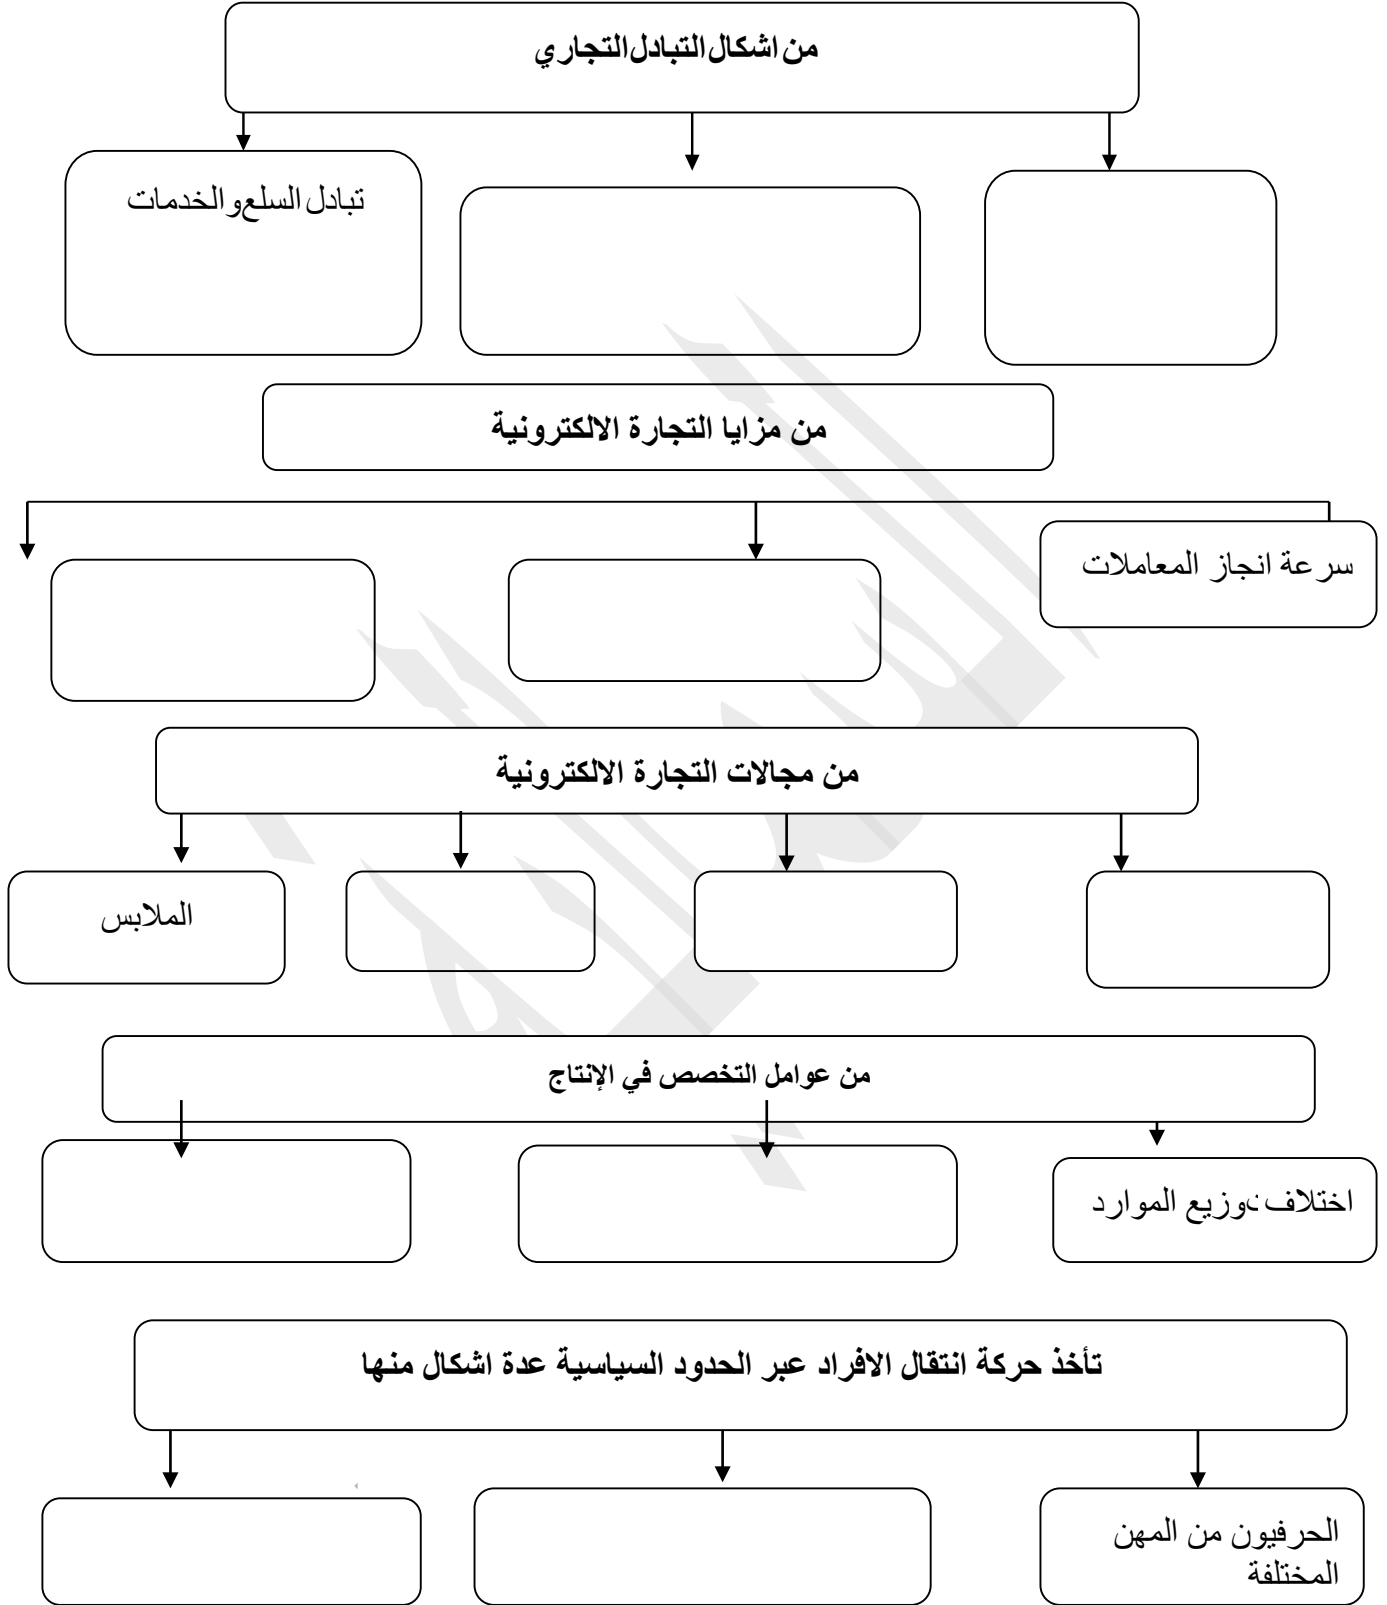 من اشكال التبادل التجاري
تبادل السلع والخدمات
من مزايا التجارة الالكترونية
سرعة انجاز المعاملات
من مجالات التجارة الالكترونية
الملابس
من عوامل التخصص في الإنتاج
اختلاف توزيع الموارد
تأخذ حركة انتقال الافراد عبر الحدود السياسية عدة اشكال منها
الحرفيون من المهن
المختلفة